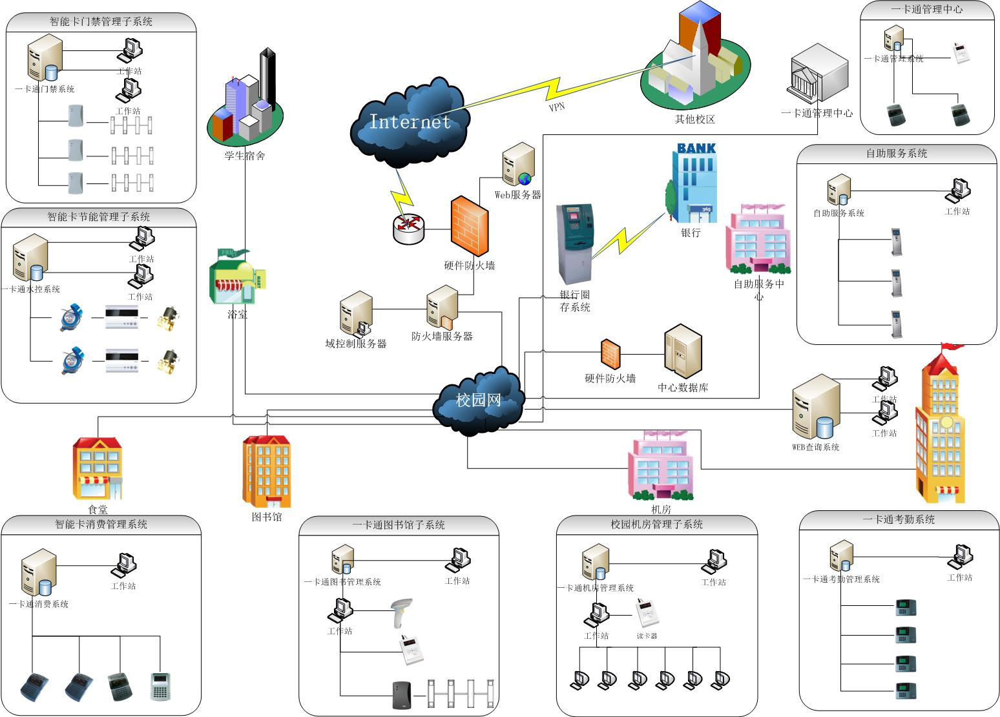 智能卡门禁管理子系统
工作站
一卡通门禁系统
工作站
学生宿舍
Internet
VPN
其他校区
一卡通管理中心
一卡通管理中心
一卡通管理系统
智能卡节能管理子系统
工作站
一卡通水控系统
工作站
浴室
Web服务器
硬件防火墙
域控制服务器
防火墙服务器
BANK
365
银行
银行圈
存系统
自助服务中
心
自助服务系统
自助服务系统
工作站
硬件防火墙
中心数据库
校园网
工作站
工作站
WEB查询系统
食堂
图书馆
机房
智能卡消费管理系统
工作站
一卡通消费系统
一卡通图书馆子系统
一卡通图书管理系统
工作站
工作站
校园机房管理子系统
一卡通机房管理系统
工作站
工作站
读卡器
一卡通考勤系统
一卡通考勤管理系统
工作站